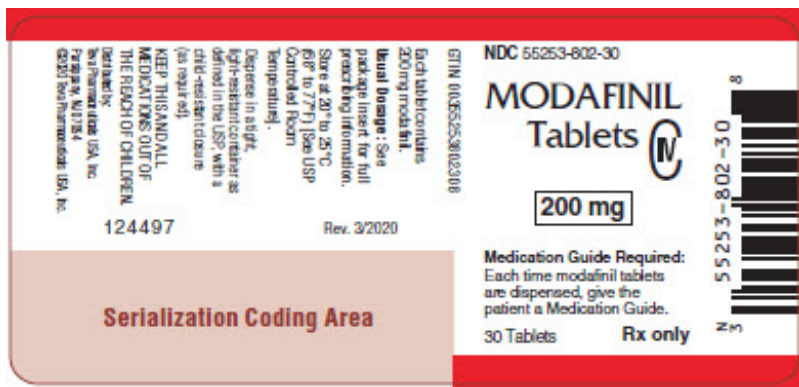 GTIN 00355253802308
Each tablet contains
200 mg modafinil.
Usual Dosage: See
package insert for full
prescribing information.
Store at 20° to 25°C
(68° to 77°F) [See USP
Controlled Room
Temperature].
Dispense in a tight,
light-resistant container as
defined in the USP, with a
child-resistant closure
(as required).
KEEP THIS AND ALL
MEDICATIONS OUT OF
THE REACH OF CHILDREN.
Distributed by:
Teva Pharmaceuticals USA, Inc.
Parsippany, NJ 07054
©2020 Teva Pharmaceuticals USA, Inc.
124497
Rev. 3/2020
Serialization Coding Area
NDC 55253-802-30
MODAFINIL
Tablets CIV
200 mg
Medication Guide Required:
Each time modafinil tablets
are dispensed, give the
patient a Medication Guide.
30 Tablets Rx only
N 3
55253-802-30
8